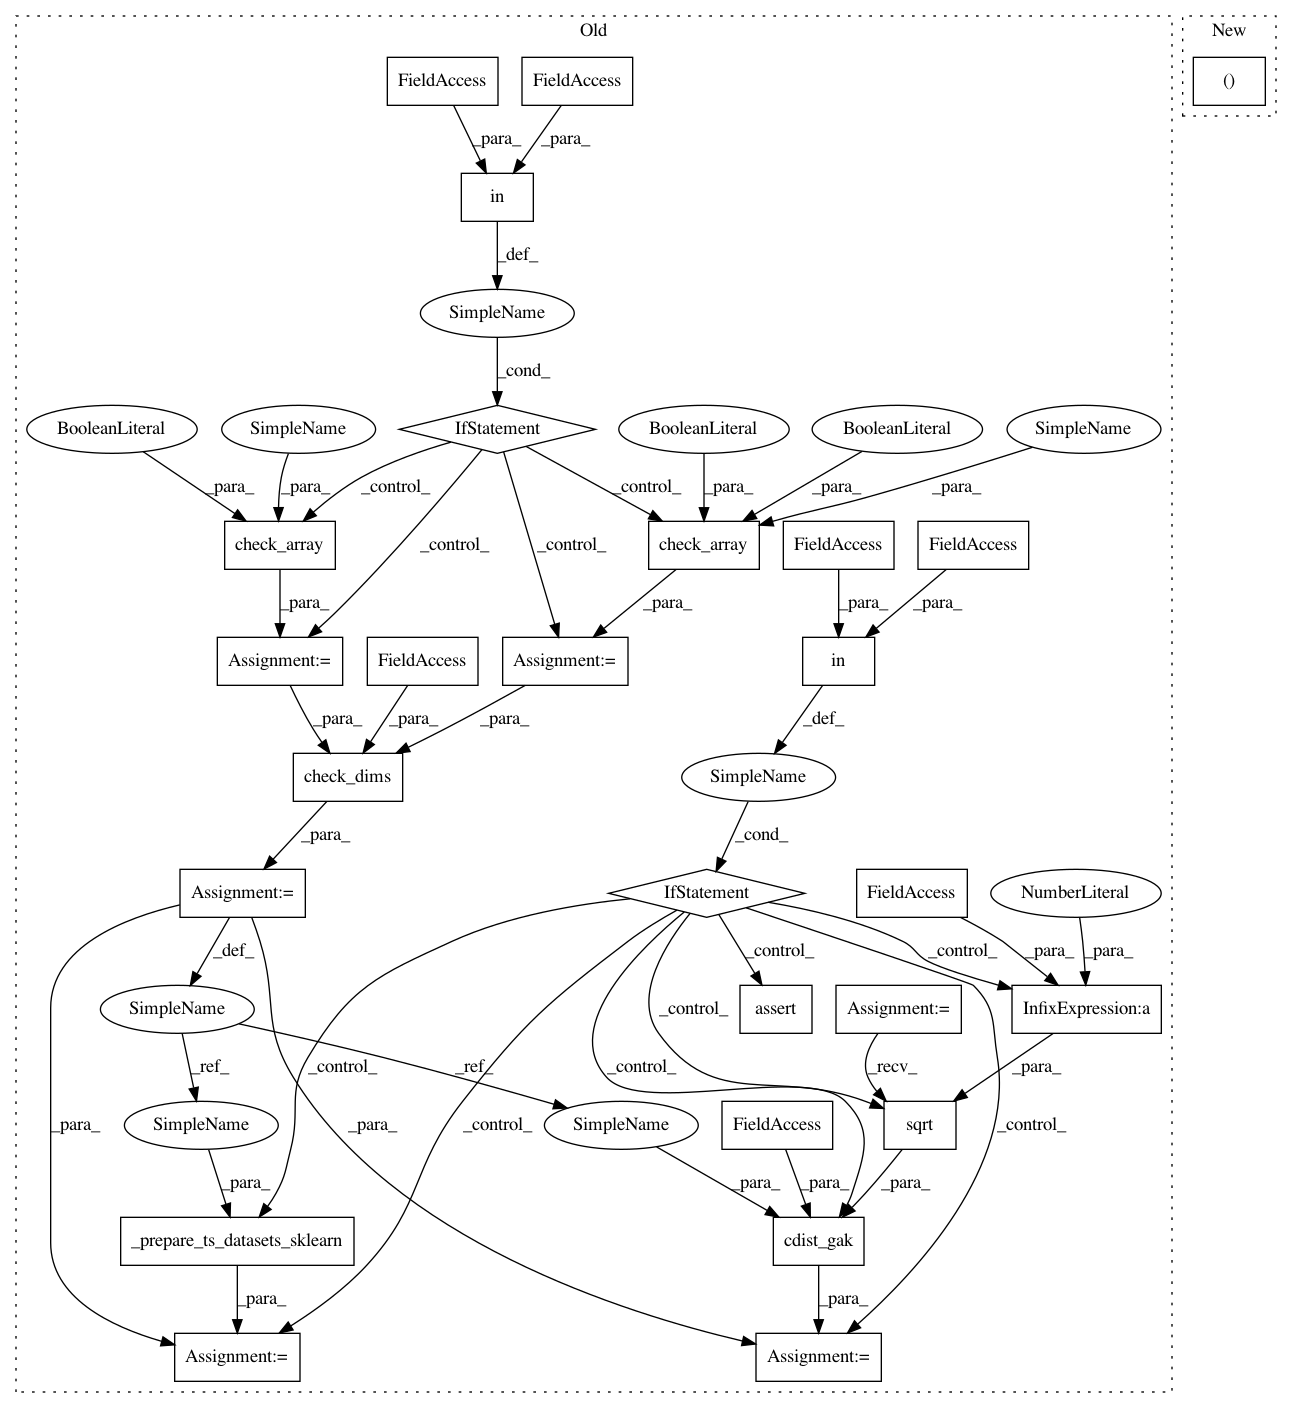 Old
New
FieldAccess
FieldAccess
()
_para_
_para_
in
_def_
SimpleName
_cond_
BooleanLiteral
SimpleName
IfStatement
BooleanLiteral
BooleanLiteral
SimpleName
_para_
_para_
_control_
_control_
_para_
_para_
_para_
check_array
_control_
_control_
check_array
FieldAccess
FieldAccess
_para_
_para_
_para_
_para_
Assignment:=
FieldAccess
Assignment:=
in
_para_
_para_
_para_
_def_
check_dims
SimpleName
_para_
_cond_
Assignment:=
IfStatement
FieldAccess
NumberLiteral
_def_
_control_
_control_
_para_
_para_
SimpleName
_control_
assert
Assignment:=
InfixExpression:a
_ref_
_ref_
_control_
_control_
_recv_
_para_
_para_
SimpleName
_para_
_control_
SimpleName
FieldAccess
sqrt
_control_
_para_
_para_
_para_
_para_
_prepare_ts_datasets_sklearn
cdist_gak
_para_
_para_
Assignment:=
Assignment:=